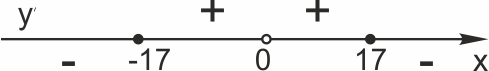 y' + +
- -17 0 17 - x